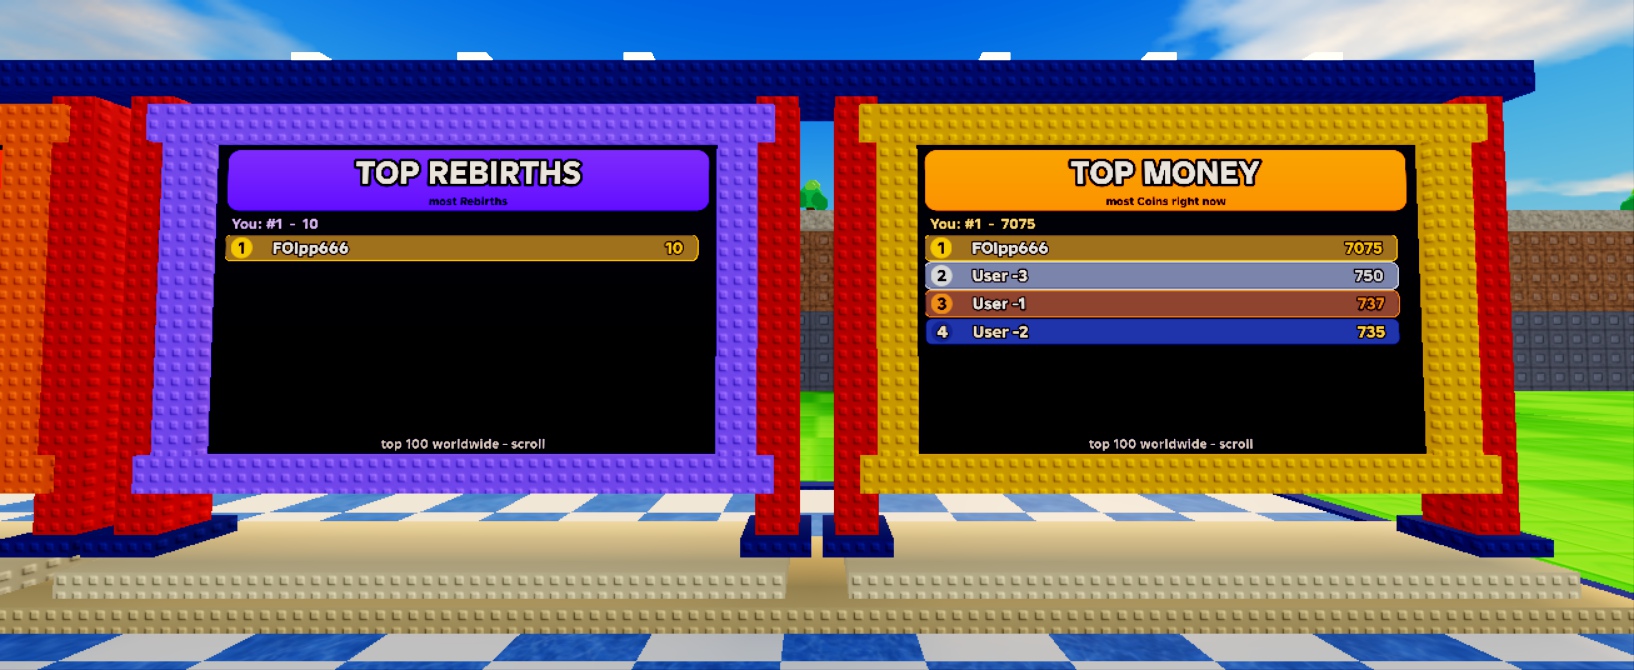 TOP REBIRTHS
most Rebirths
You: #1 - 10
1 FOlpp666 10
top 100 worldwide - scroll
TOP MONEY
most Coins right now
You: #1 - 7075
1 FOlpp666 7075
2 User -3 750
3 User -1 737
4 User -2 735
top 100 worldwide - scroll